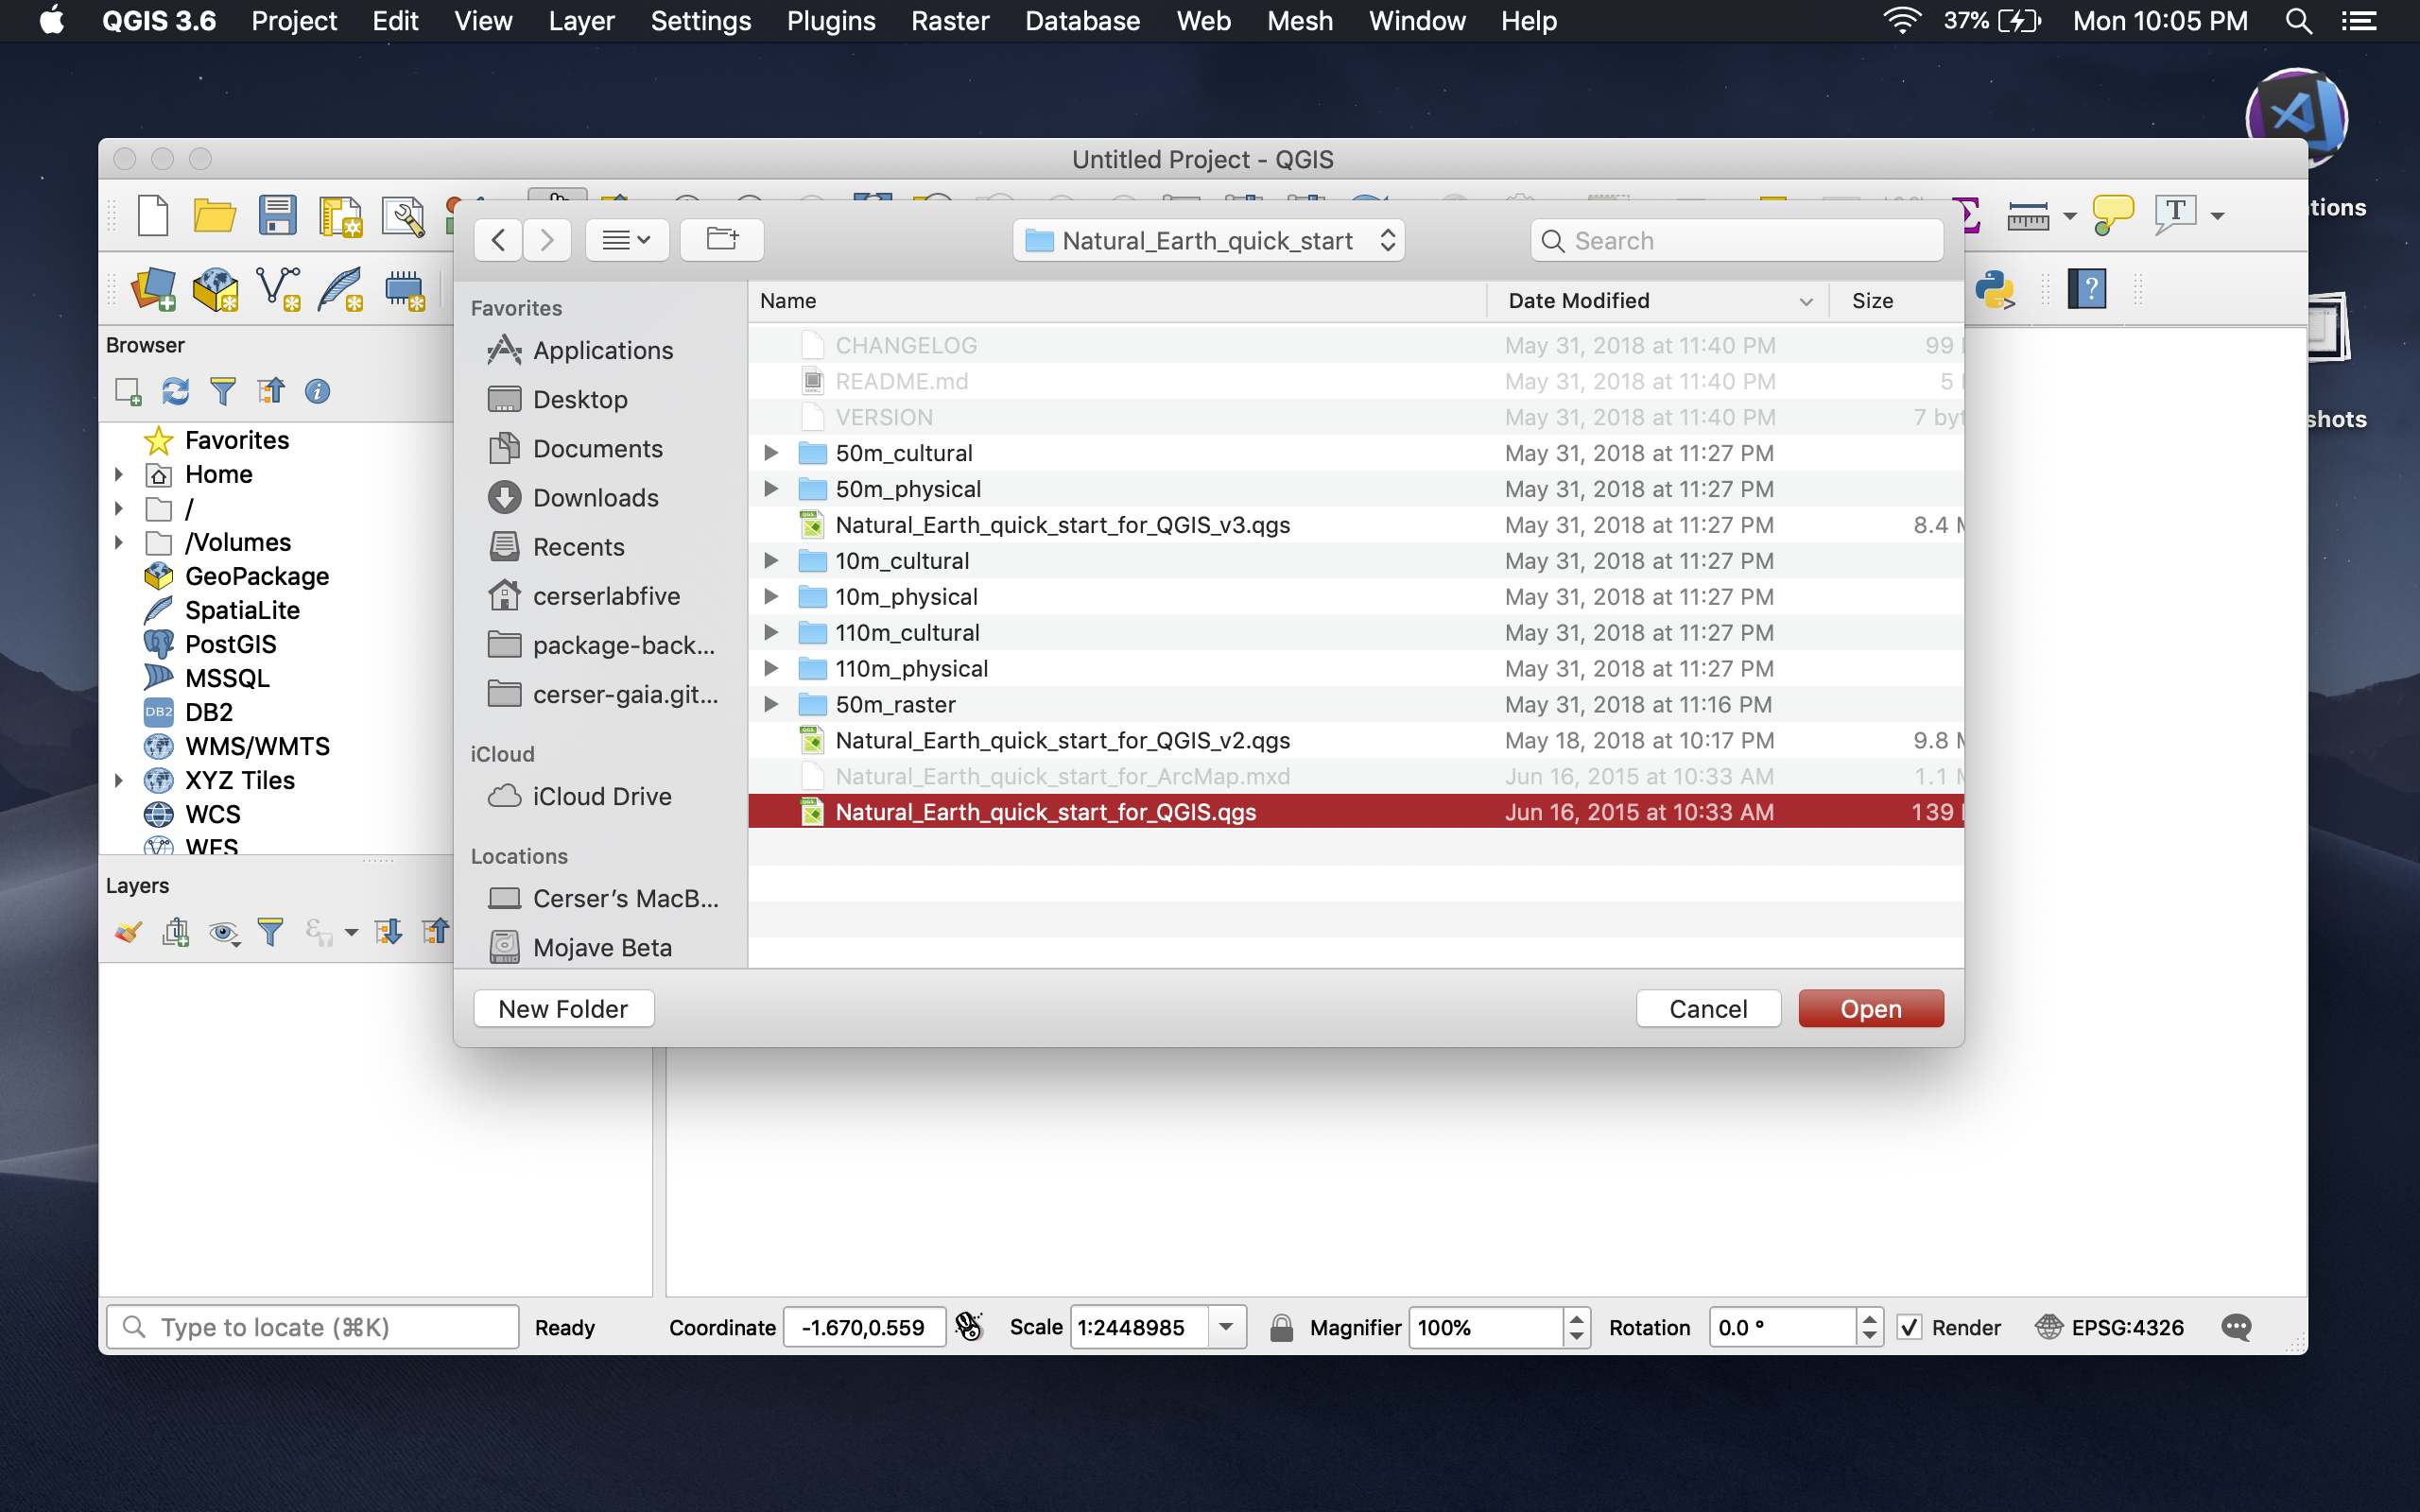 QGIS 3.6 Project Edit View Layer Settings Plugins Raster Database Web Mesh Window Help 37% Mon 10:05 PM
Untitled Project - QGIS
Natural_Earth_quick_start Search
tions
Favorites
Applications
Desktop
Documents
Downloads
Recents
cerserlabfive
package-back...
cerser-gaia.git...
iCloud
iCloud Drive
Locations
Cerser's MacB...
Mojave Beta
Name Date Modified Size
CHANGELOG May 31, 2018 at 11:40 PM 99
README.md May 31, 2018 at 11:40 PM 5
VERSION May 31, 2018 at 11:40 PM 7 byt
50m_cultural May 31, 2018 at 11:27 PM
50m_physical May 31, 2018 at 11:27 PM
Natural_Earth_quick_start_for_QGIS_v3.qgs May 31, 2018 at 11:27 PM 8.4 M
10m_cultural May 31, 2018 at 11:27 PM
10m_physical May 31, 2018 at 11:27 PM
110m_cultural May 31, 2018 at 11:27 PM
110m_physical May 31, 2018 at 11:27 PM
50m_raster May 31, 2018 at 11:16 PM
Natural_Earth_quick_start_for_QGIS_v2.qgs May 18, 2018 at 10:17 PM 9.8 M
Natural_Earth_quick_start_for_ArcMap.mxd Jun 16, 2015 at 10:33 AM 1.1 M
Natural_Earth_quick_start_for_QGIS.qgs Jun 16, 2015 at 10:33 AM 139
New Folder Cancel Open
shots
Browser
Favorites
Home
/
/Volumes
GeoPackage
SpatiaLite
PostGIS
MSSQL
DB2
DB2
WMS/WMTS
XYZ Tiles
WCS
WFS
Layers
Type to locate (⌘K) Ready Coordinate -1.670,0.559 Scale 1:2448985 Magnifier 100% Rotation 0.0 ° Render EPSG:4326